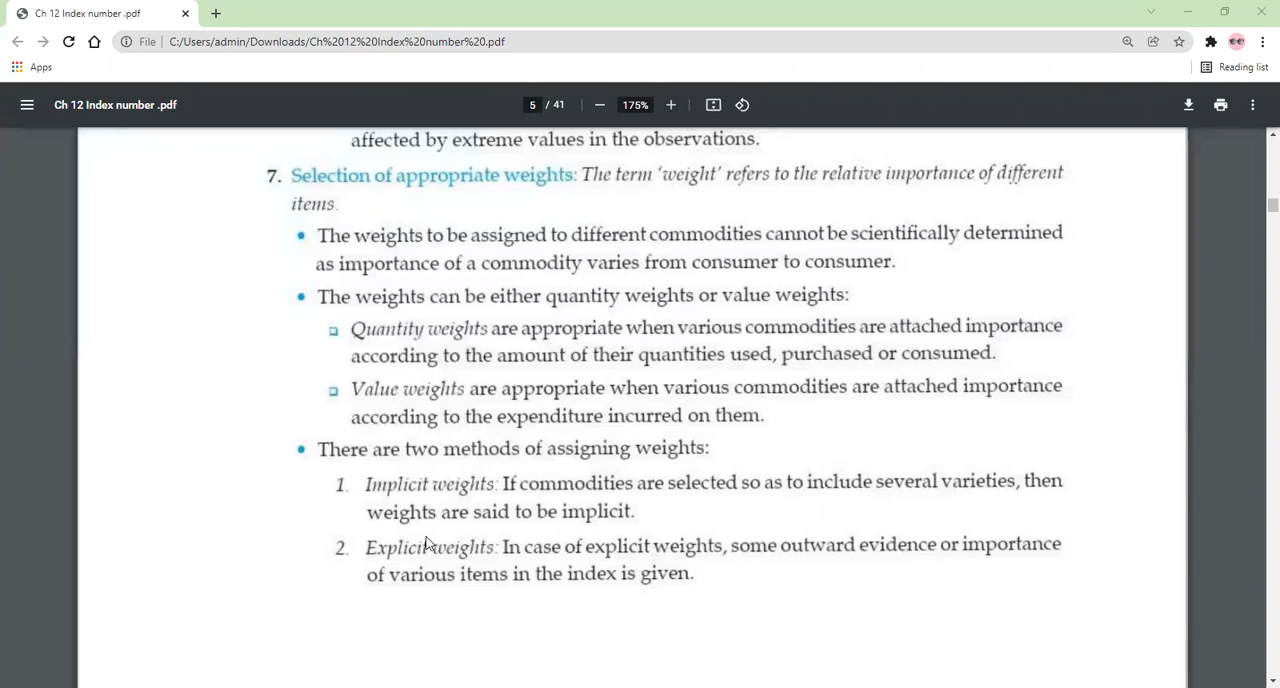 Ch 12 Index number .pdf
File | C:/Users/admin/Downloads/Ch%2012%20Index%20number%20.pdf
Apps
Reading list
Ch 12 Index number .pdf
5 / 41
175%
affected by extreme values in the observations.
7. Selection of appropriate weights: The term 'weight' refers to the relative importance of different
items.
• The weights to be assigned to different commodities cannot be scientifically determined
as importance of a commodity varies from consumer to consumer.
• The weights can be either quantity weights or value weights:
Quantity weights are appropriate when various commodities are attached importance
according to the amount of their quantities used, purchased or consumed.
Value weights are appropriate when various commodities are attached importance
according to the expenditure incurred on them.
• There are two methods of assigning weights:
1. Implicit weights: If commodities are selected so as to include several varieties, then
weights are said to be implicit.
2. Explicit weights: In case of explicit weights, some outward evidence or importance
of various items in the index is given.